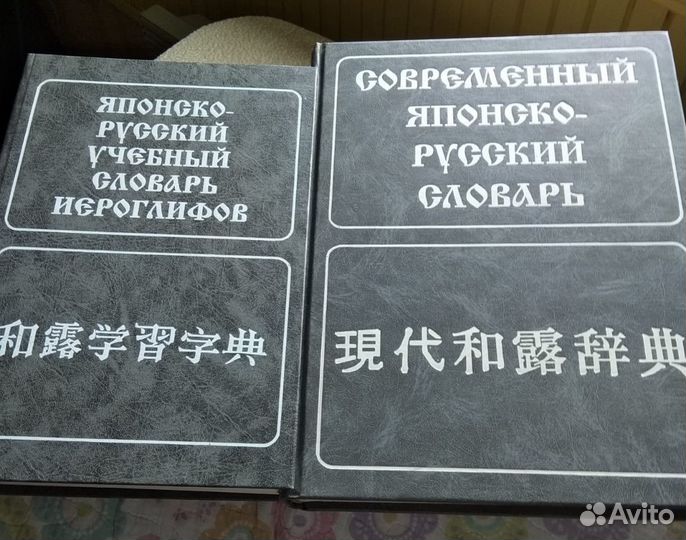 ЯПОНСКО-
РУССКИЙ
УЧЕБНЫЙ
СЛОВАРЬ
ИЕРОГЛИФОВ
和露学習字典
СОВРЕМЕННЫЙ
ЯПОНСКО-
РУССКИЙ
СЛОВАРЬ
現代和露辞典
Avito